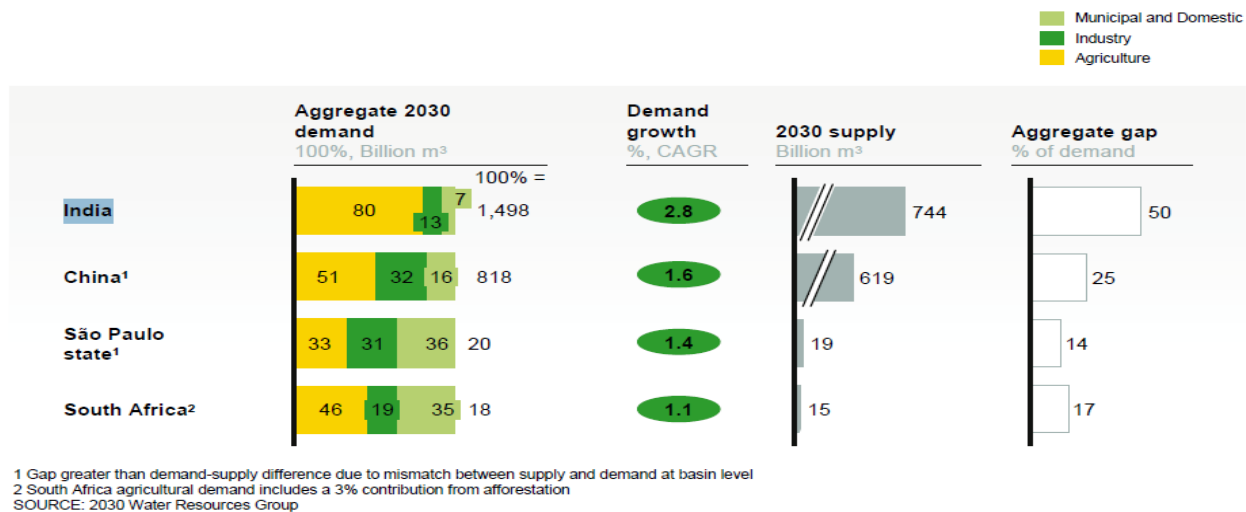 Municipal and Domestic
Industry
Agriculture
Aggregate 2030 demand
100%, Billion m³
Demand growth
%, CAGR
2030 supply
Billion m³
Aggregate gap
% of demand
100% =
India 80 13 7 1,498 2.8 744 50
China¹ 51 32 16 818 1.6 619 25
São Paulo state¹ 33 31 36 20 1.4 19 14
South Africa² 46 19 35 18 1.1 15 17
1 Gap greater than demand-supply difference due to mismatch between supply and demand at basin level
2 South Africa agricultural demand includes a 3% contribution from afforestation
SOURCE: 2030 Water Resources Group